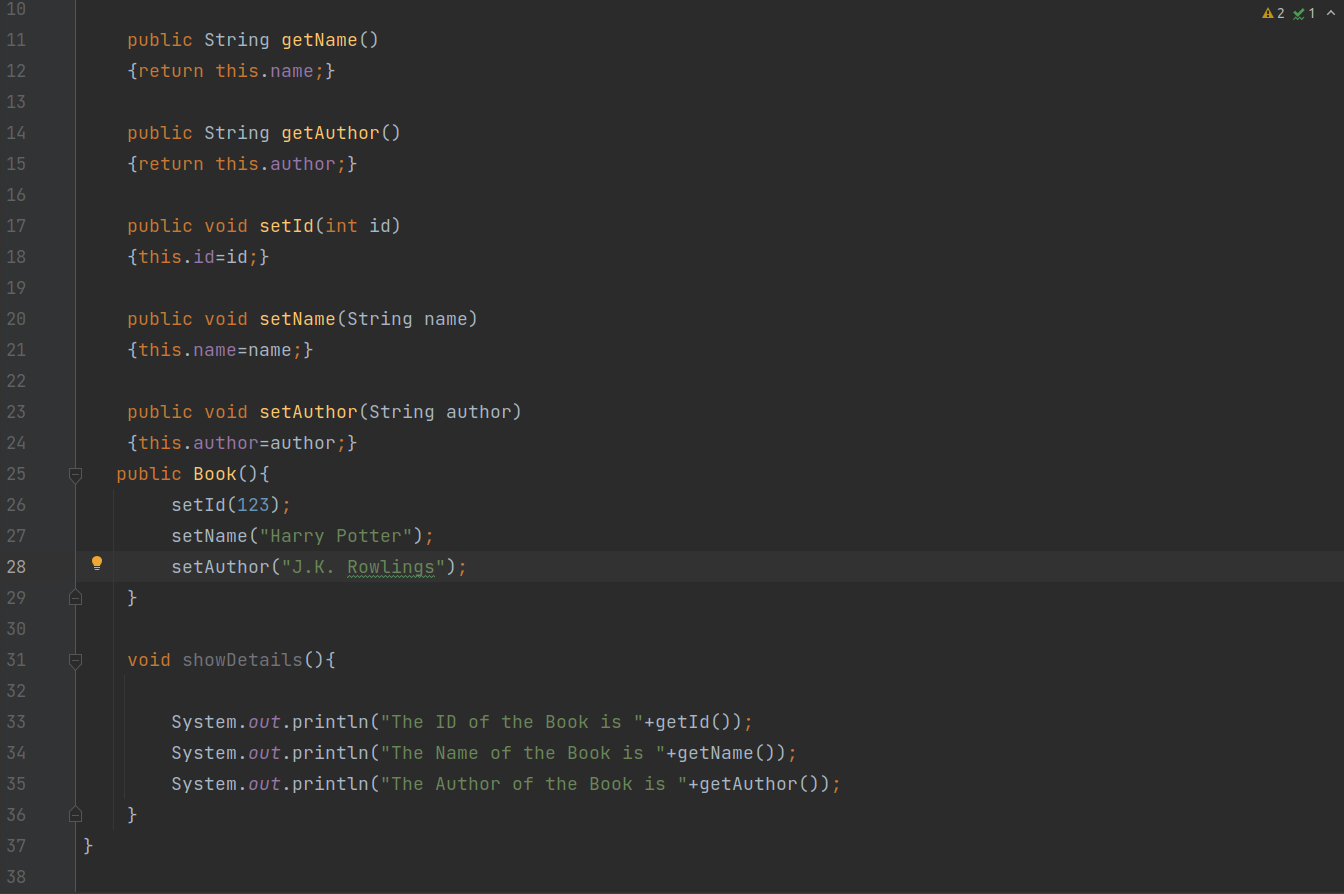 10
2 1
11 public String getName()
12 {return this.name;}
13
14 public String getAuthor()
15 {return this.author;}
16
17 public void setId(int id)
18 {this.id=id;}
19
20 public void setName(String name)
21 {this.name=name;}
22
23 public void setAuthor(String author)
24 {this.author=author;}
25 public Book(){
26 setId(123);
27 setName("Harry Potter");
28 setAuthor("J.K. Rowlings");
29 }
30
31 void showDetails(){
32
33 System.out.println("The ID of the Book is "+getId());
34 System.out.println("The Name of the Book is "+getName());
35 System.out.println("The Author of the Book is "+getAuthor());
36 }
37 }
38